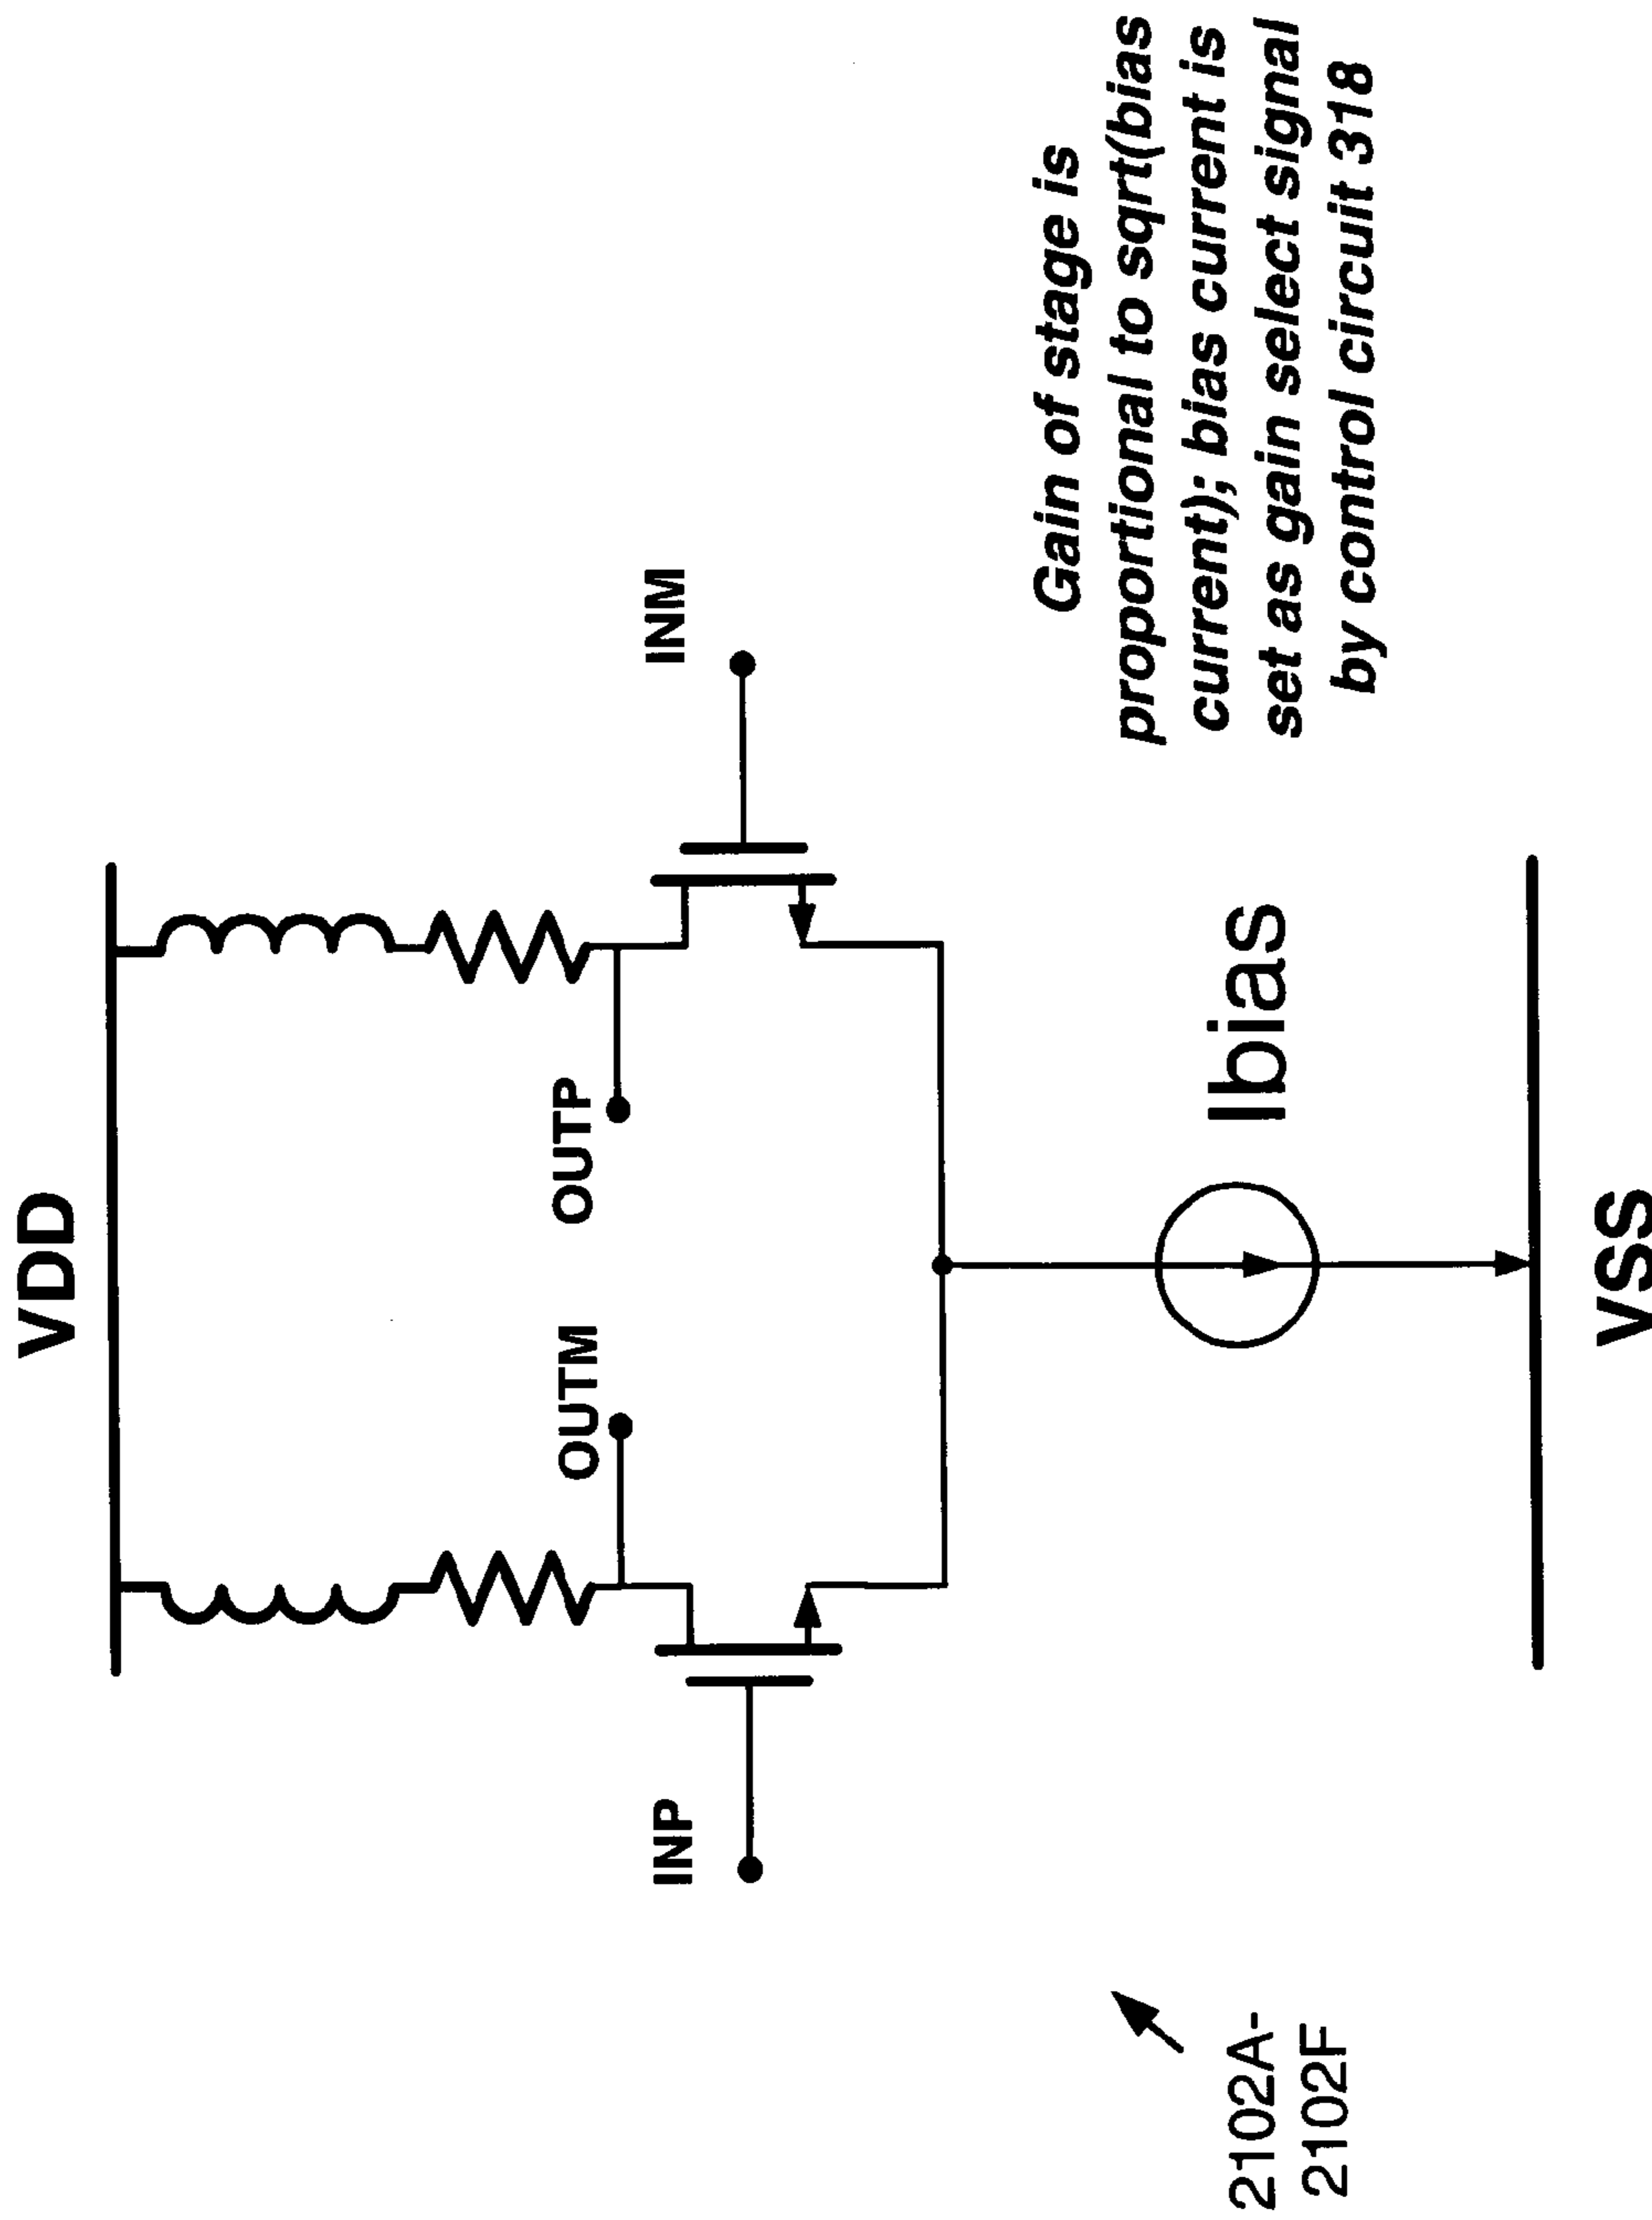 VDD
OUTM
OUTP
INP
INM
Gain of stage is
proportional to sqrt(bias
current); bias current is
set as gain select signal
by control circuit 318
Ibias
2102A-
2102F
VSS